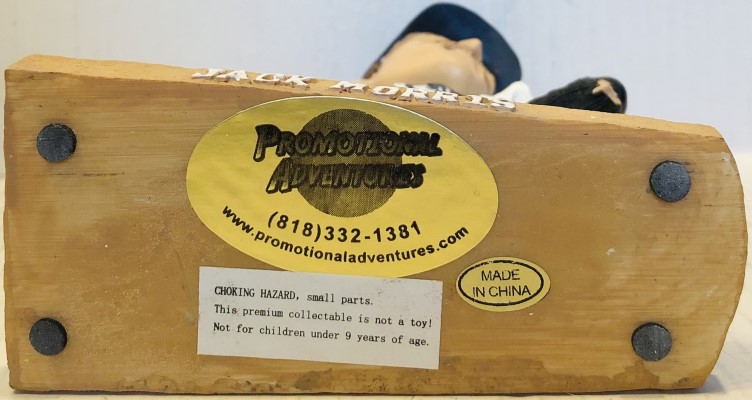 JACK MORRIS
PROMOTIONAL
ADVENTURES
(818)332-1381
www.promotionaladventures.com
MADE
IN CHINA
CHOKING HAZARD, small parts.
This premium collectable is not a toy!
Not for children under 9 years of age.